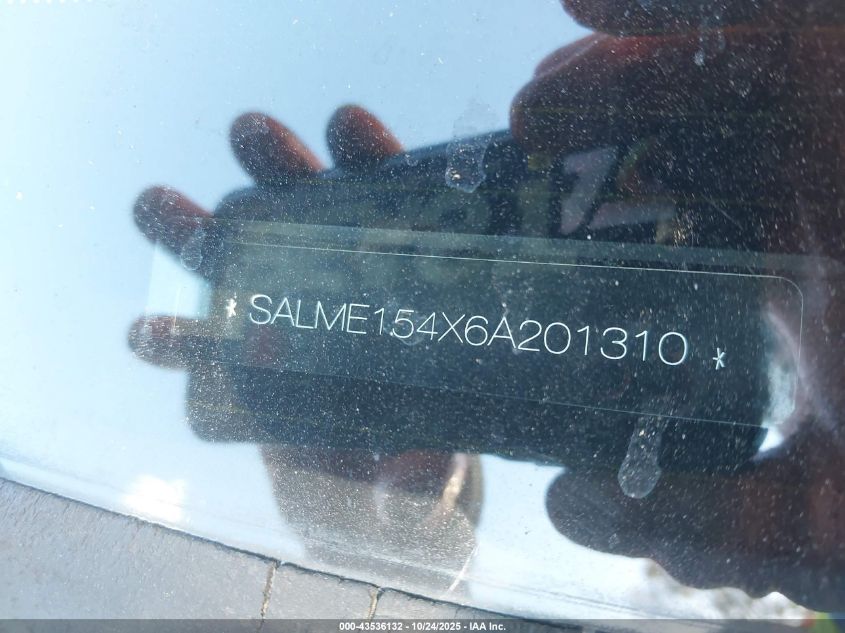 * SALME154X6A201310 *
000-43536132 - 10/24/2025 - IAA Inc.